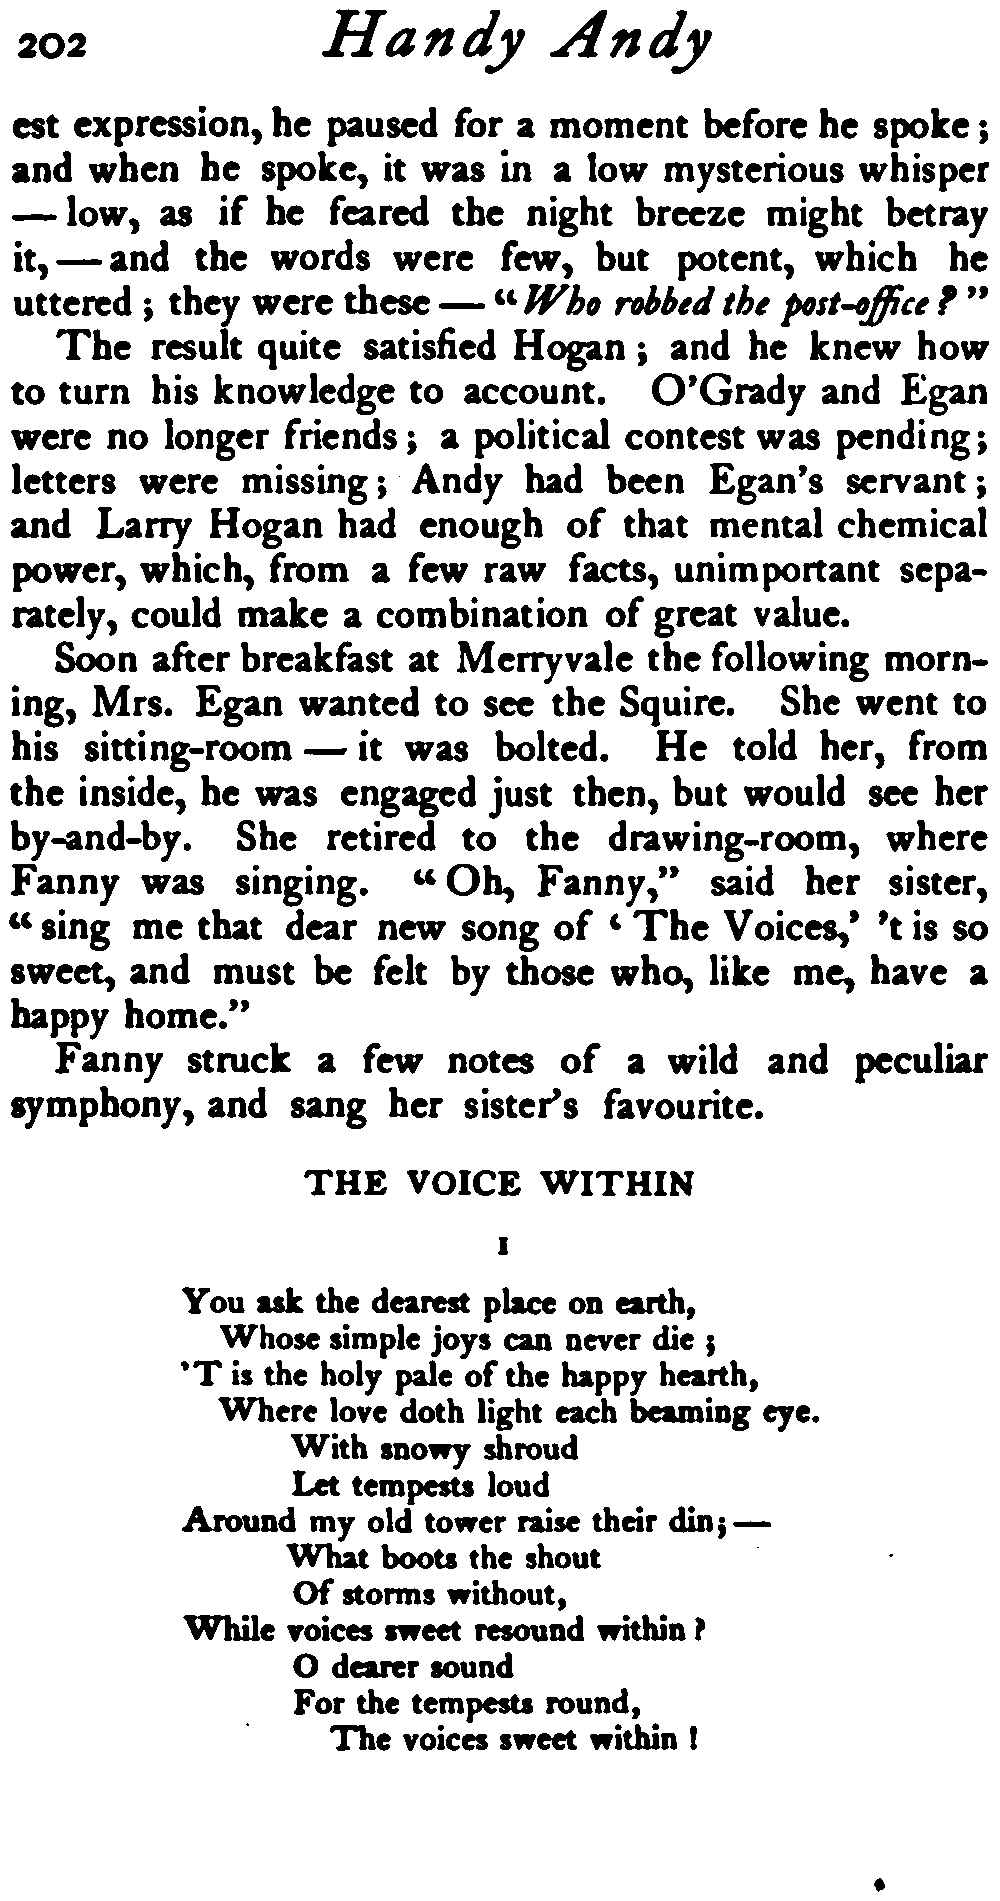 202 Handy Andy
est expression, he paused for a moment before he spoke ;
and when he spoke, it was in a low mysterious whisper
— low, as if he feared the night breeze might betray
it, — and the words were few, but potent, which he
uttered ; they were these — “ Who robbed the post-office ? ”
The result quite satisfied Hogan ; and he knew how
to turn his knowledge to account. O’Grady and Egan
were no longer friends ; a political contest was pending ;
letters were missing ; Andy had been Egan’s servant ;
and Larry Hogan had enough of that mental chemical
power, which, from a few raw facts, unimportant sepa-
rately, could make a combination of great value.
Soon after breakfast at Merryvale the following morn-
ing, Mrs. Egan wanted to see the Squire. She went to
his sitting-room — it was bolted. He told her, from
the inside, he was engaged just then, but would see her
by-and-by. She retired to the drawing-room, where
Fanny was singing. “ Oh, Fanny,” said her sister,
“ sing me that dear new song of ‘ The Voices,’ ’t is so
sweet, and must be felt by those who, like me, have a
happy home.”
Fanny struck a few notes of a wild and peculiar
symphony, and sang her sister’s favourite.
THE VOICE WITHIN
I
You ask the dearest place on earth,
Whose simple joys can never die ;
’T is the holy pale of the happy hearth,
Where love doth light each beaming eye.
With snowy shroud
Let tempests loud
Around my old tower raise their din ; —
What boots the shout
Of storms without,
While voices sweet resound within ?
O dearer sound
For the tempests round,
The voices sweet within !